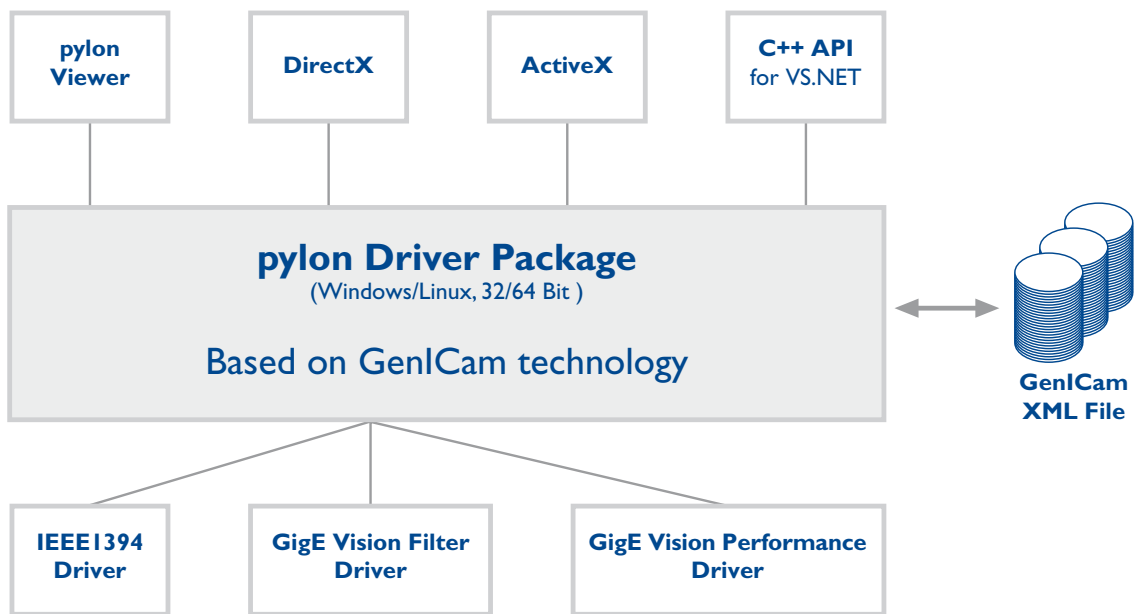 pylon
Viewer
DirectX
ActiveX
C++ API
for VS.NET
pylon Driver Package
(Windows/Linux, 32/64 Bit )
Based on GenICam technology
GenICam
XML File
IEEE1394
Driver
GigE Vision Filter
Driver
GigE Vision Performance
Driver